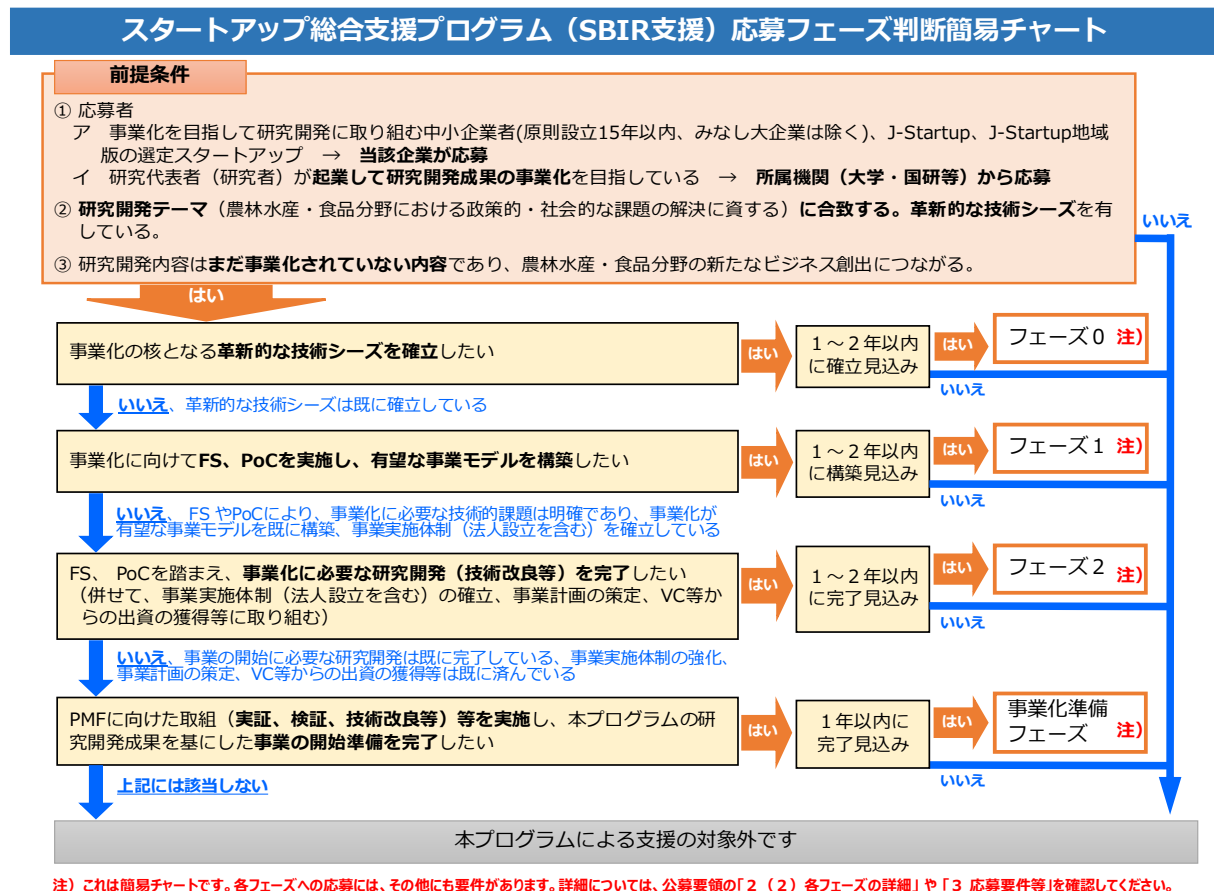 スタートアップ総合支援プログラム（SBIR支援）応募フェーズ判断簡易チャート
前提条件
① 応募者
ア　事業化を目指して研究開発に取り組む中小企業者(原則設立15年以内、みなし大企業は除く)、J-Startup、J-Startup地域
版の選定スタートアップ　→　当該企業が応募
イ　研究代表者（研究者）が起業して研究開発成果の事業化を目指している　→　所属機関（大学・国研等）から応募
② 研究開発テーマ（農林水産・食品分野における政策的・社会的な課題の解決に資する）に合致する。革新的な技術シーズを有
している。
③ 研究開発内容はまだ事業化されていない内容であり、農林水産・食品分野の新たなビジネス創出につながる。
いいえ
はい
事業化の核となる革新的な技術シーズを確立したい
はい
１～２年以内
に確立見込み
はい
フェーズ０ 注）
いいえ
いいえ、革新的な技術シーズは既に確立している
事業化に向けてFS、PoCを実施し、有望な事業モデルを構築したい
はい
１～２年以内
に構築見込み
はい
フェーズ１ 注）
いいえ
いいえ、 FS やPoCにより、事業化に必要な技術的課題は明確であり、事業化が
有望な事業モデルを既に構築、事業実施体制（法人設立を含む）を確立している
FS、 PoCを踏まえ、事業化に必要な研究開発（技術改良等）を完了したい
（併せて、事業実施体制（法人設立を含む）の確立、事業計画の策定、VC等か
らの出資の獲得等に取り組む）
はい
１～２年以内
に完了見込み
はい
フェーズ２ 注）
いいえ
いいえ、事業の開始に必要な研究開発は既に完了している、事業実施体制の強化、
事業計画の策定、VC等からの出資の獲得等は既に済んでいる
PMFに向けた取組（実証、検証、技術改良等）等を実施し、本プログラムの研
究開発成果を基にした事業の開始準備を完了したい
はい
１年以内に
完了見込み
はい
事業化準備
フェーズ 注）
いいえ
上記には該当しない
本プログラムによる支援の対象外です
注）これは簡易チャートです。各フェーズへの応募には、その他にも要件があります。詳細については、公募要領の「２（２）各フェーズの詳細」や「３ 応募要件等」を確認してください。